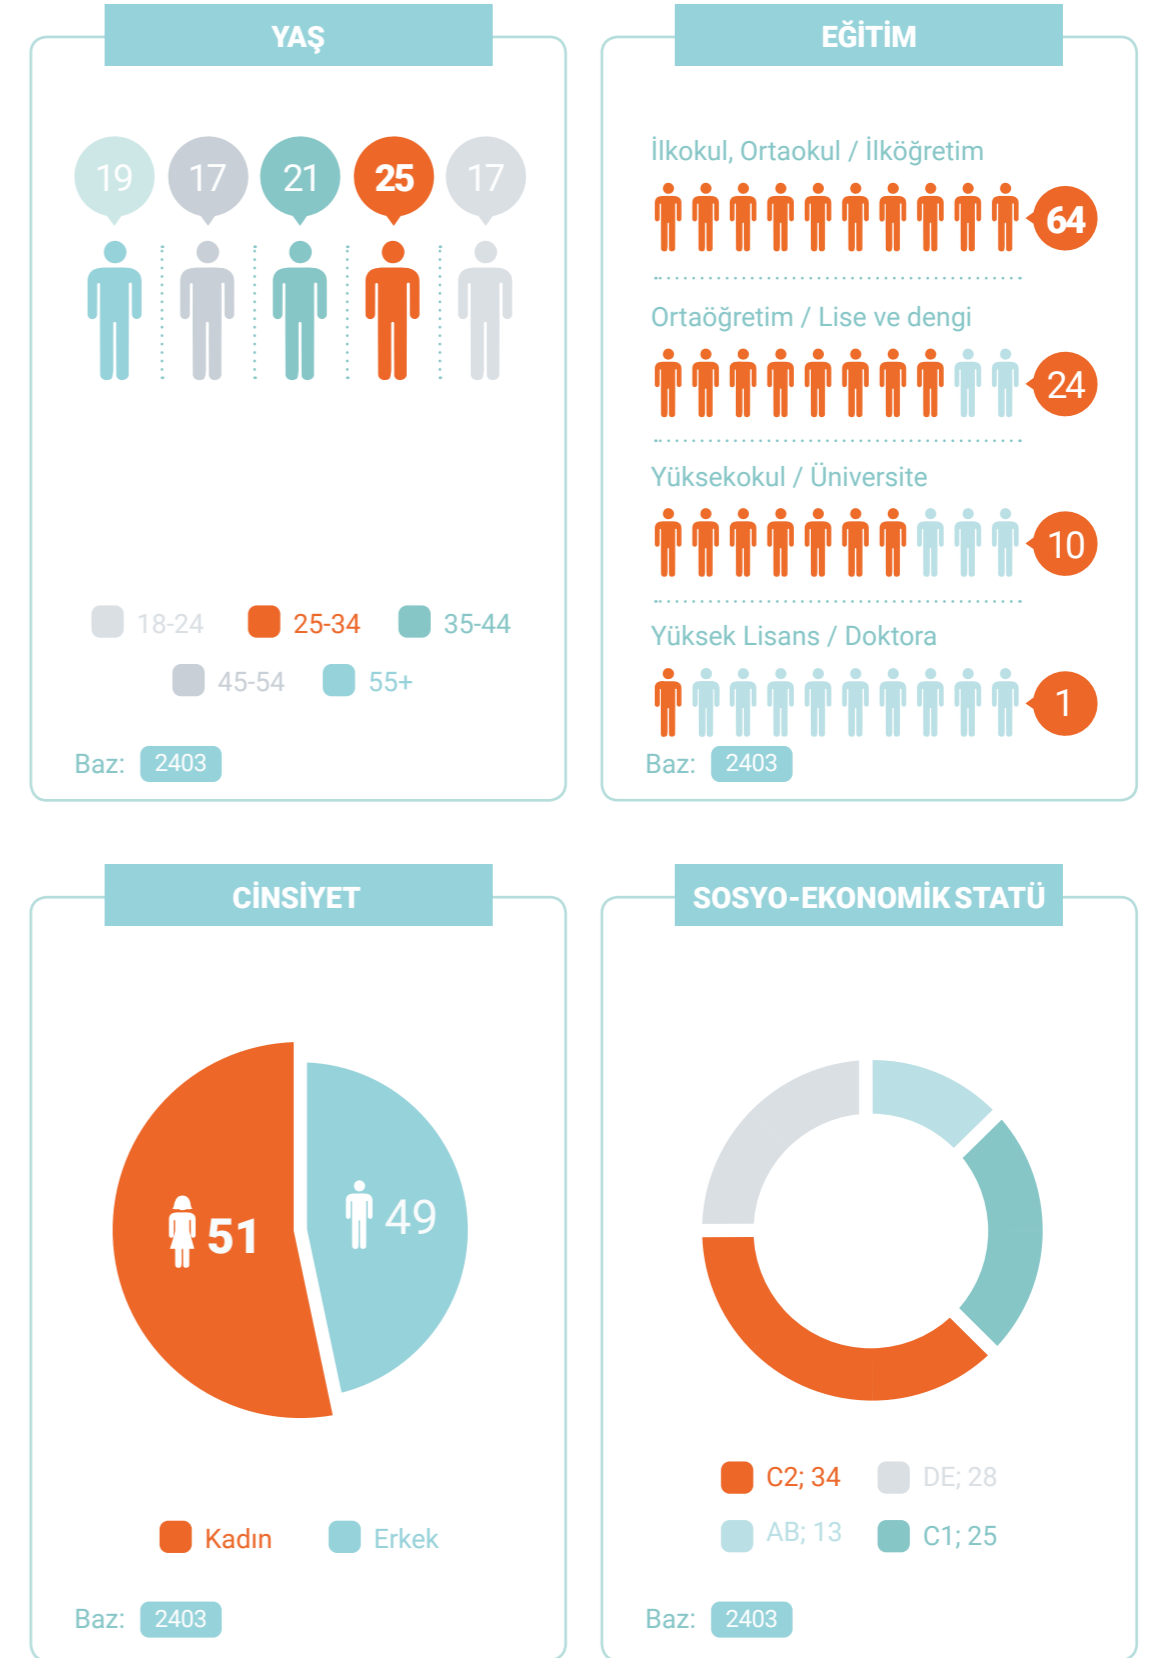 YAŞ
19 17 21 25 17
18-24 25-34 35-44
45-54 55+
Baz: 2403
EĞİTİM
İlkokul, Ortaokul / İlköğretim
64
Ortaöğretim / Lise ve dengi
24
Yüksekokul / Üniversite
10
Yüksek Lisans / Doktora
1
Baz: 2403
CİNSİYET
51 49
Kadın Erkek
Baz: 2403
SOSYO-EKONOMİK STATÜ
C2; 34 DE; 28
AB; 13 C1; 25
Baz: 2403